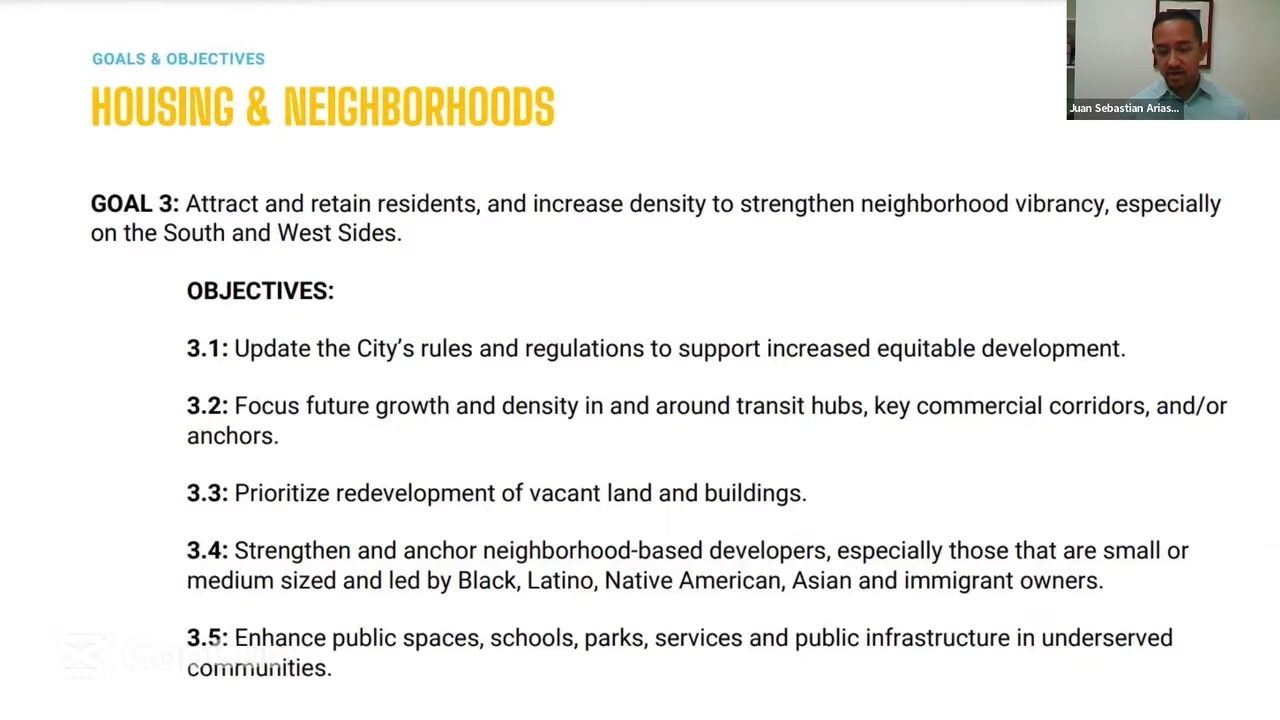 GOALS & OBJECTIVES
HOUSING & NEIGHBORHOODS
Juan Sebastian Arias...
GOAL 3: Attract and retain residents, and increase density to strengthen neighborhood vibrancy, especially
on the South and West Sides.
OBJECTIVES:
3.1: Update the City’s rules and regulations to support increased equitable development.
3.2: Focus future growth and density in and around transit hubs, key commercial corridors, and/or
anchors.
3.3: Prioritize redevelopment of vacant land and buildings.
3.4: Strengthen and anchor neighborhood-based developers, especially those that are small or
medium sized and led by Black, Latino, Native American, Asian and immigrant owners.
3.5: Enhance public spaces, schools, parks, services and public infrastructure in underserved
communities.